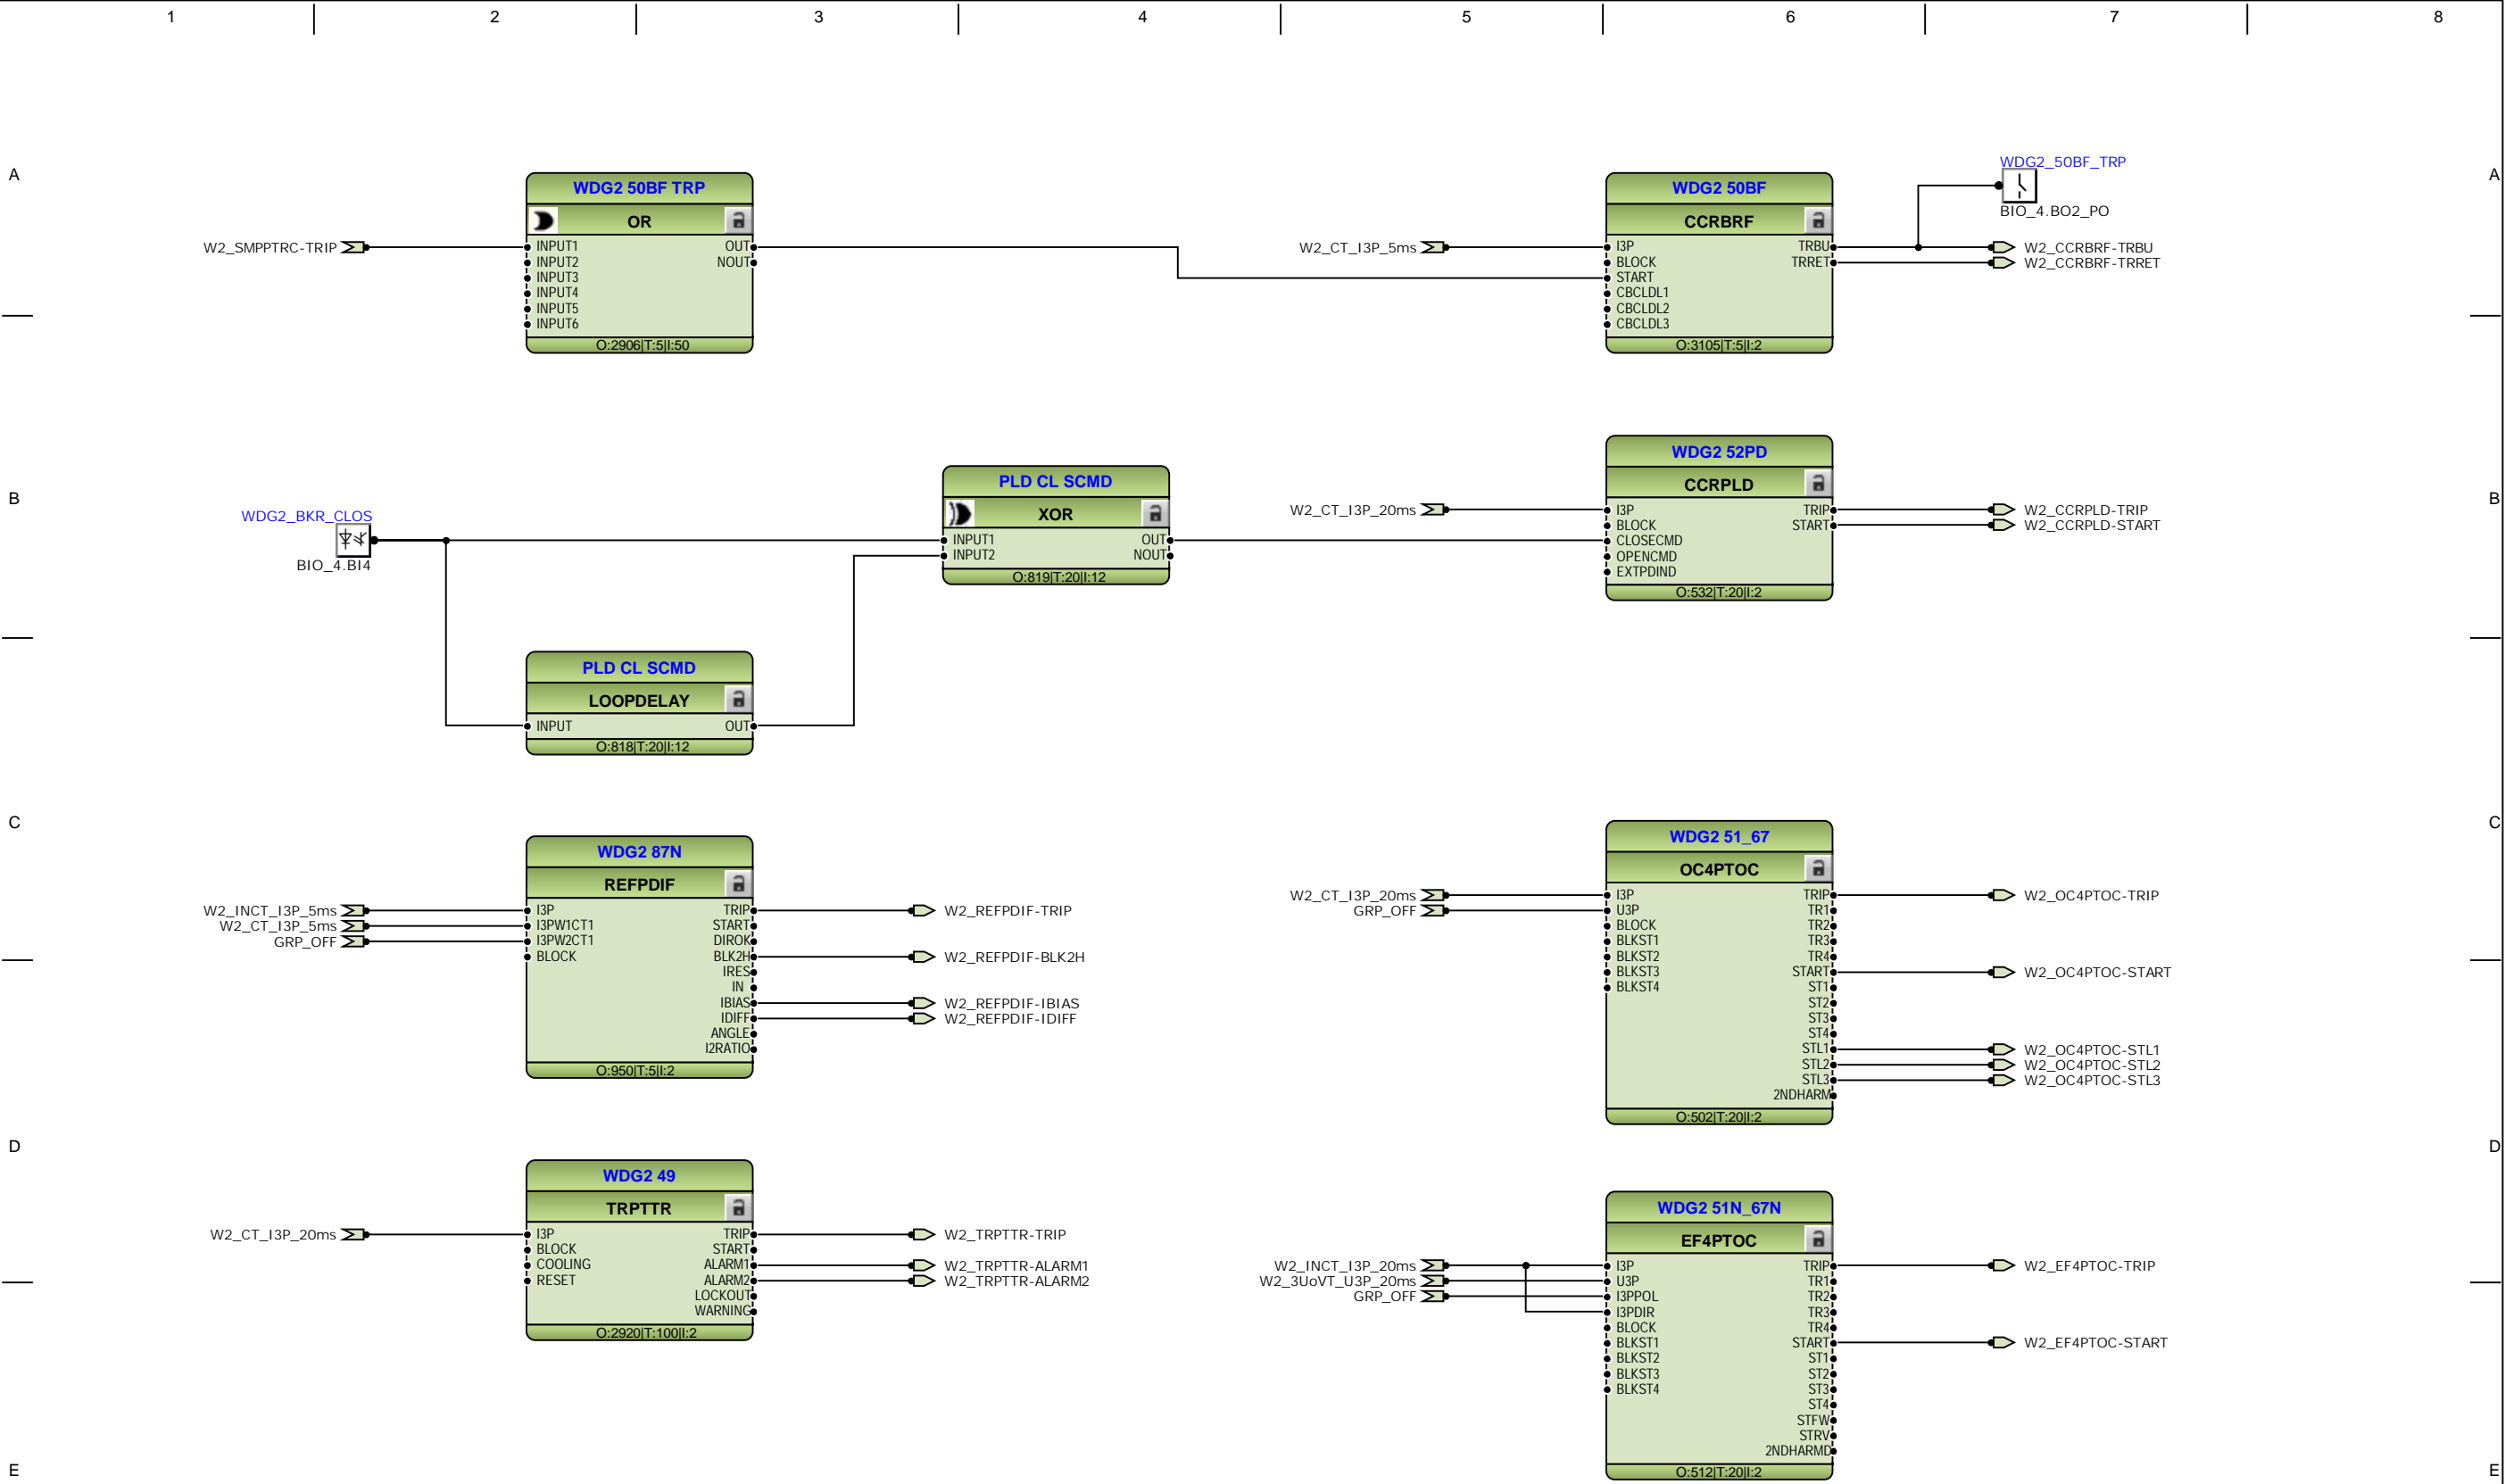 1 2 3 4 5 6 7 8
A A
WDG2 50BF TRP
OR
W2_SMPPTRC-TRIP
INPUT1 OUT
INPUT2 NOUT
INPUT3
INPUT4
INPUT5
INPUT6
O:2906|T:5|I:50
WDG2 50BF
CCRBRF
W2_CT_I3P_5ms
I3P TRBU
BLOCK TRRET
START
CBCLDL1
CBCLDL2
CBCLDL3
O:3105|T:5|I:2
WDG2_50BF_TRP
BIO_4.BO2_PO
W2_CCRBRF-TRBU
W2_CCRBRF-TRRET
B B
WDG2_BKR_CLOS
BIO_4.BI4
PLD CL SCMD
XOR
INPUT1 OUT
INPUT2 NOUT
O:819|T:20|I:12
WDG2 52PD
CCRPLD
W2_CT_I3P_20ms
I3P TRIP
BLOCK START
CLOSECMD
OPENCMD
EXTPDIND
O:532|T:20|I:2
W2_CCRPLD-TRIP
W2_CCRPLD-START
PLD CL SCMD
LOOPDELAY
INPUT OUT
O:818|T:20|I:12
C C
WDG2 87N
REFPDIF
W2_INCT_I3P_5ms
W2_CT_I3P_5ms
GRP_OFF
I3P TRIP
I3PW1CT1 START
I3PW2CT1 DIROK
BLOCK BLK2H
IRES
IN
IBIAS
IDIFF
ANGLE
I2RATIO
O:950|T:5|I:2
W2_REFPDIF-TRIP
W2_REFPDIF-BLK2H
W2_REFPDIF-IBIAS
W2_REFPDIF-IDIFF
WDG2 51_67
OC4PTOC
W2_CT_I3P_20ms
GRP_OFF
I3P TRIP
U3P TR1
BLOCK TR2
BLKST1 TR3
BLKST2 TR4
BLKST3 START
BLKST4 ST1
ST2
ST3
ST4
STL1
STL2
STL3
2NDHARM
O:502|T:20|I:2
W2_OC4PTOC-TRIP
W2_OC4PTOC-START
W2_OC4PTOC-STL1
W2_OC4PTOC-STL2
W2_OC4PTOC-STL3
D D
WDG2 49
TRPTTR
W2_CT_I3P_20ms
I3P TRIP
BLOCK START
COOLING ALARM1
RESET ALARM2
LOCKOUT
WARNING
O:2920|T:100|I:2
W2_TRPTTR-TRIP
W2_TRPTTR-ALARM1
W2_TRPTTR-ALARM2
WDG2 51N_67N
EF4PTOC
W2_INCT_I3P_20ms
W2_3UoVT_U3P_20ms
GRP_OFF
I3P TRIP
U3P TR1
I3PPOL TR2
I3PDIR TR3
BLOCK TR4
BLKST1 START
BLKST2 ST1
BLKST3 ST2
BLKST4 ST3
ST4
STFW
STRV
2NDHARMD
O:512|T:20|I:2
W2_EF4PTOC-TRIP
W2_EF4PTOC-START
E E